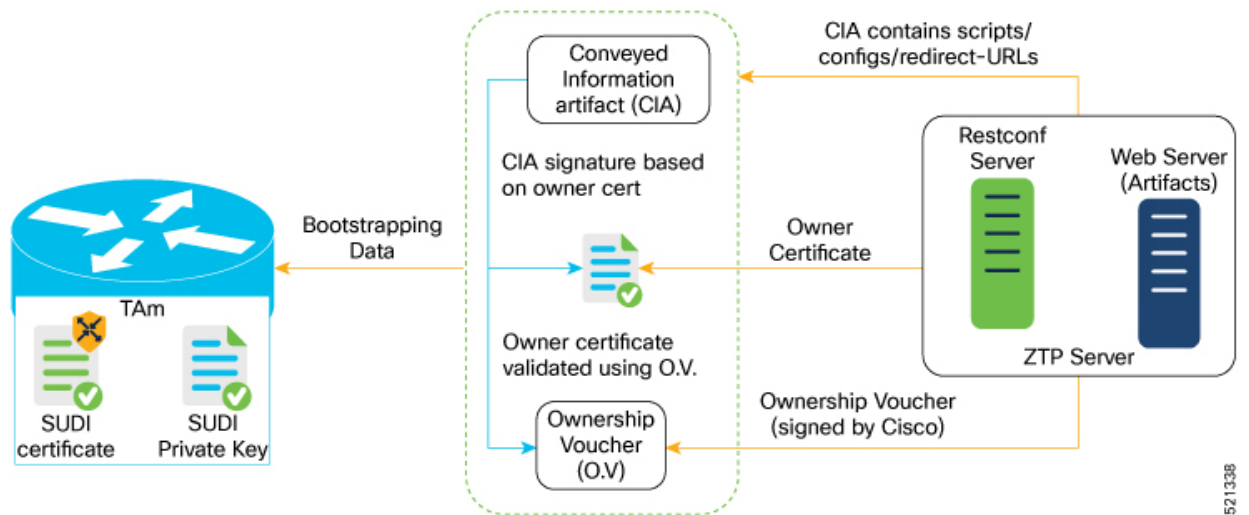 CIA contains scripts/
configs/redirect-URLs
Conveyed
Information
artifact (CIA)
Restconf
Server
Web Server
(Artifacts)
CIA signature based
on owner cert
Bootstrapping
Data
Owner
Certificate
TAm
Owner certificate
validated using O.V.
ZTP Server
SUDI
certificate
SUDI
Private Key
Ownership
Voucher
(O.V)
Ownership Voucher
(signed by Cisco)
521338